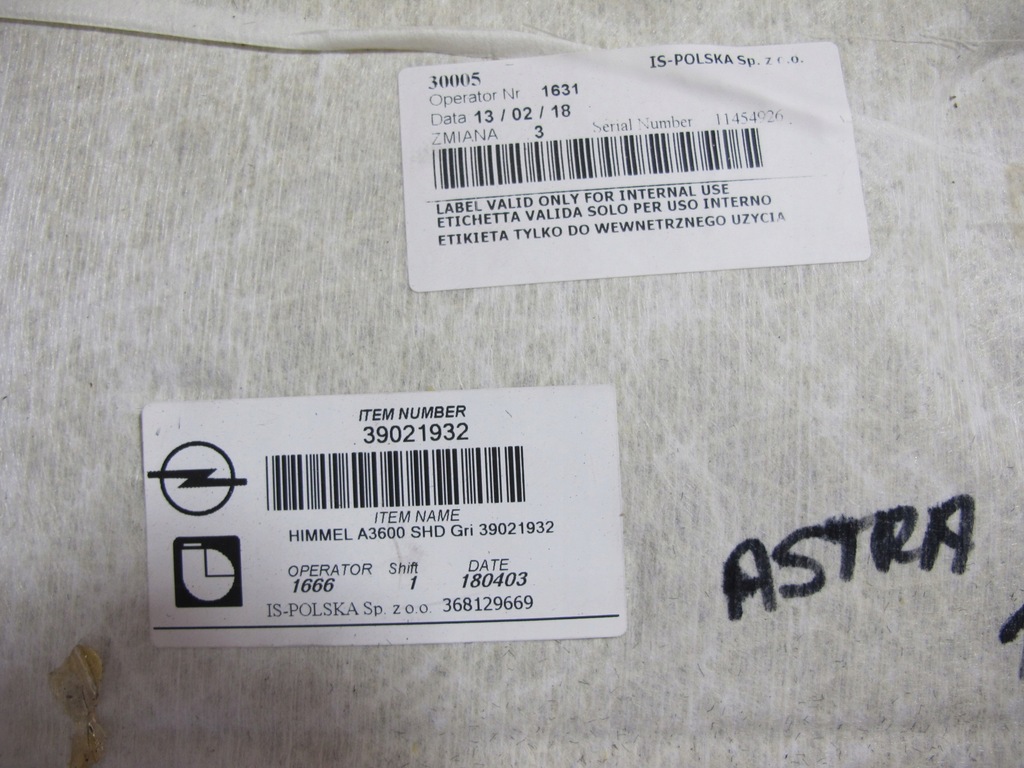 30005
IS-POLSKA Sp. z o.o.
Operator Nr 1631
Data 13 / 02 / 18
ZMIANA 3 Serial Number 11454926
LABEL VALID ONLY FOR INTERNAL USE
ETICHETTA VALIDA SOLO PER USO INTERNO
ETIKIETA TYLKO DO WEWNETRZNEGO UZYCIA
ITEM NUMBER
39021932
ITEM NAME
HIMMEL A3600 SHD Gri 39021932
OPERATOR Shift DATE
1666 1 180403
IS-POLSKA Sp. z o.o. 368129669
ASTRA